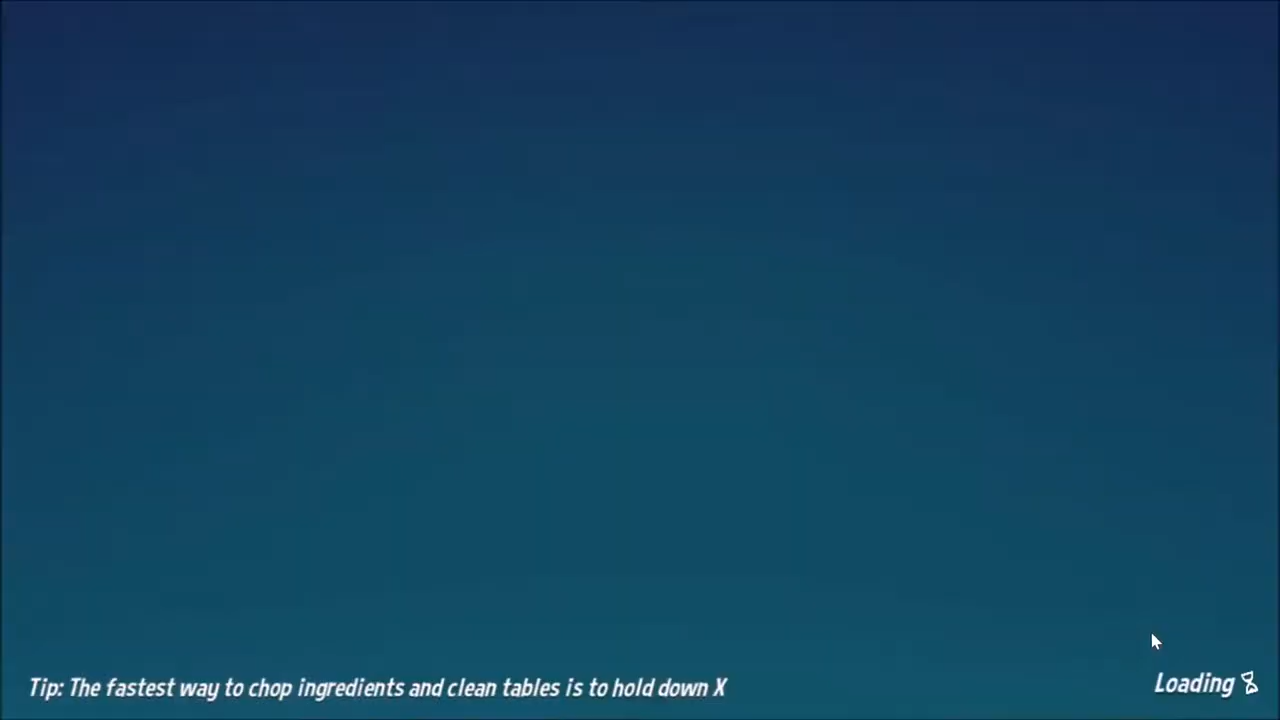 Tip: The fastest way to chop ingredients and clean tables is to hold down X
Loading